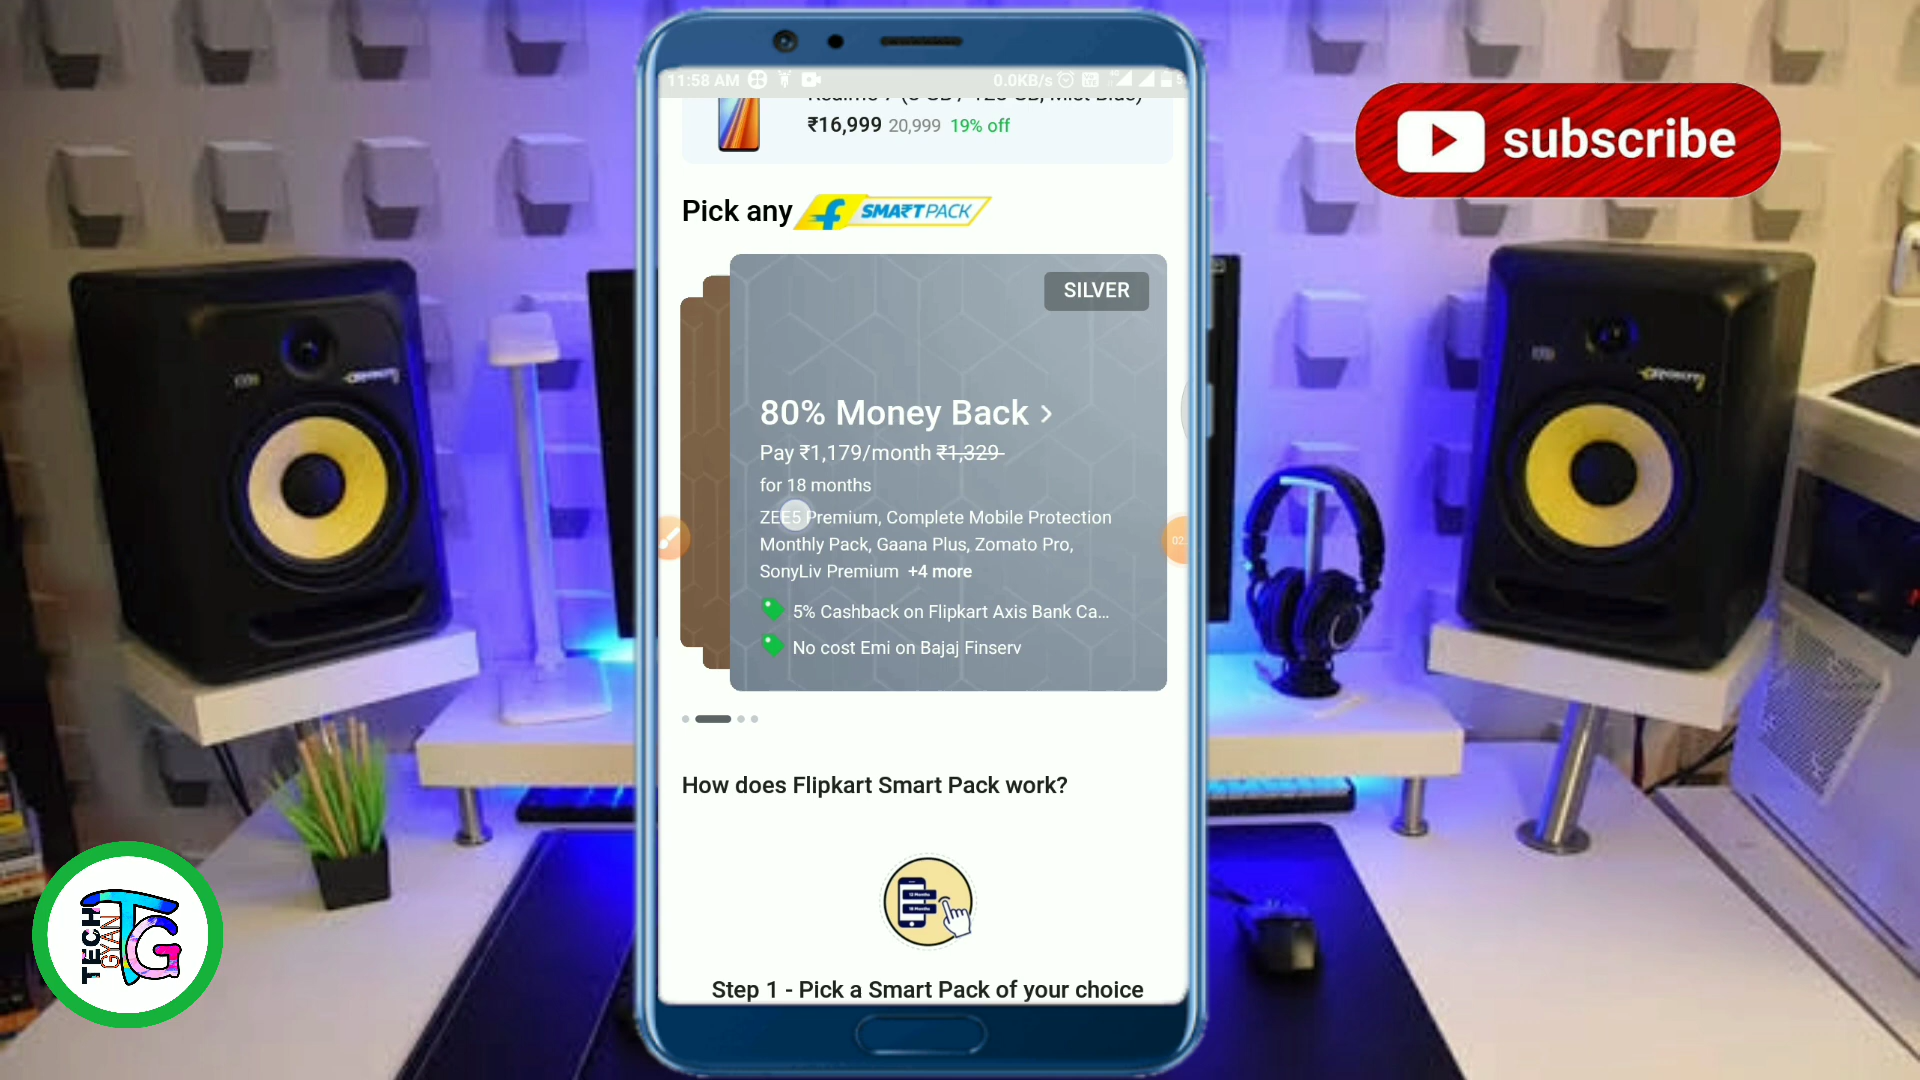 11:58 AM
0.0KB/s
₹16,999 20,999 19% off
Pick any SMA₹TPACK
SILVER
80% Money Back >
Pay ₹1,179/month ₹1,329
for 18 months
ZEE5 Premium, Complete Mobile Protection
Monthly Pack, Gaana Plus, Zomato Pro,
SonyLiv Premium +4 more
5% Cashback on Flipkart Axis Bank Ca...
No cost Emi on Bajaj Finserv
How does Flipkart Smart Pack work?
Step 1 - Pick a Smart Pack of your choice
subscribe
TECH
GYAN
TG